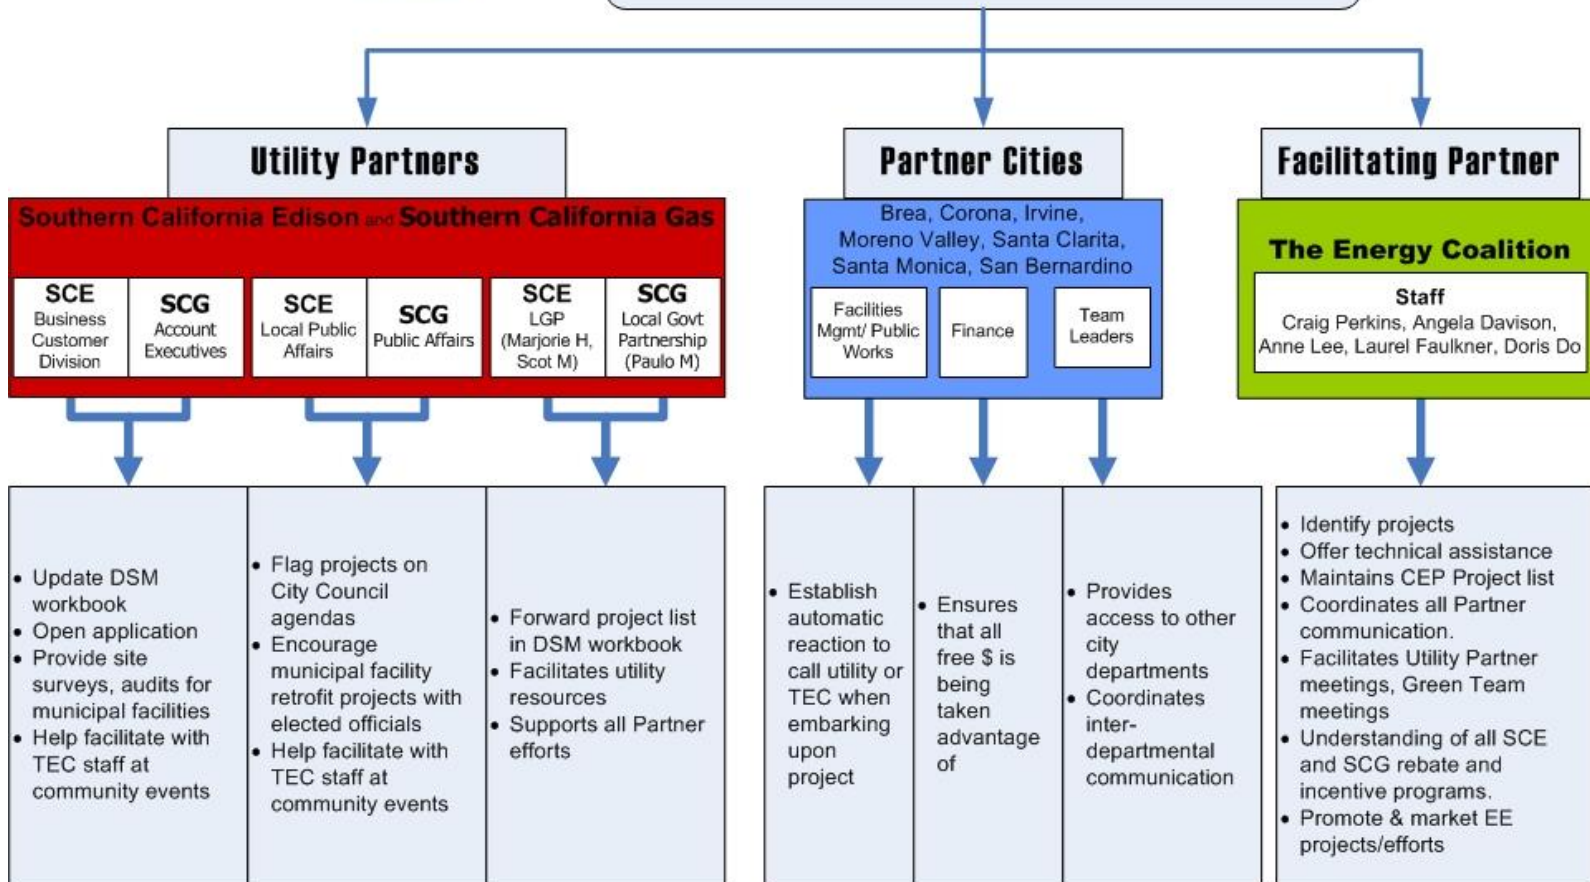 Utility Partners
Southern California Edison and Southern California Gas
SCE
Business
Customer
Division
SCG
Account
Executives
SCE
Local Public
Affairs
SCG
Public Affairs
SCE
LGP
(Marjorie H,
Scot M)
SCG
Local Govt
Partnership
(Paulo M)
• Update DSM
workbook
• Open application
• Provide site
surveys, audits for
municipal facilities
• Help facilitate with
TEC staff at
community events
• Flag projects on
City Council
agendas
• Encourage
municipal facility
retrofit projects with
elected officials
• Help facilitate with
TEC staff at
community events
• Forward project list
in DSM workbook
• Facilitates utility
resources
• Supports all Partner
efforts
Partner Cities
Brea, Corona, Irvine,
Moreno Valley, Santa Clarita,
Santa Monica, San Bernardino
Facilities
Mgmt/ Public
Works
Finance
Team
Leaders
• Establish
automatic
reaction to
call utility or
TEC when
embarking
upon
project
• Ensures
that all
free $ is
being
taken
advantage
of
• Provides
access to other
city
departments
• Coordinates
inter-
departmental
communication
Facilitating Partner
The Energy Coalition
Staff
Craig Perkins, Angela Davison,
Anne Lee, Laurel Faulkner, Doris Do
• Identify projects
• Offer technical assistance
• Maintains CEP Project list
• Coordinates all Partner
communication.
• Facilitates Utility Partner
meetings, Green Team
meetings
• Understanding of all SCE
and SCG rebate and
incentive programs.
• Promote & market EE
projects/efforts